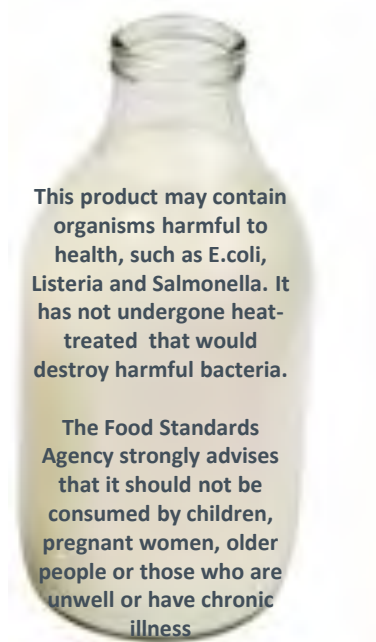 This product may contain
organisms harmful to
health, such as E.coli,
Listeria and Salmonella. It
has not undergone heat-
treated that would
destroy harmful bacteria.
The Food Standards
Agency strongly advises
that it should not be
consumed by children,
pregnant women, older
people or those who are
unwell or have chronic
illness